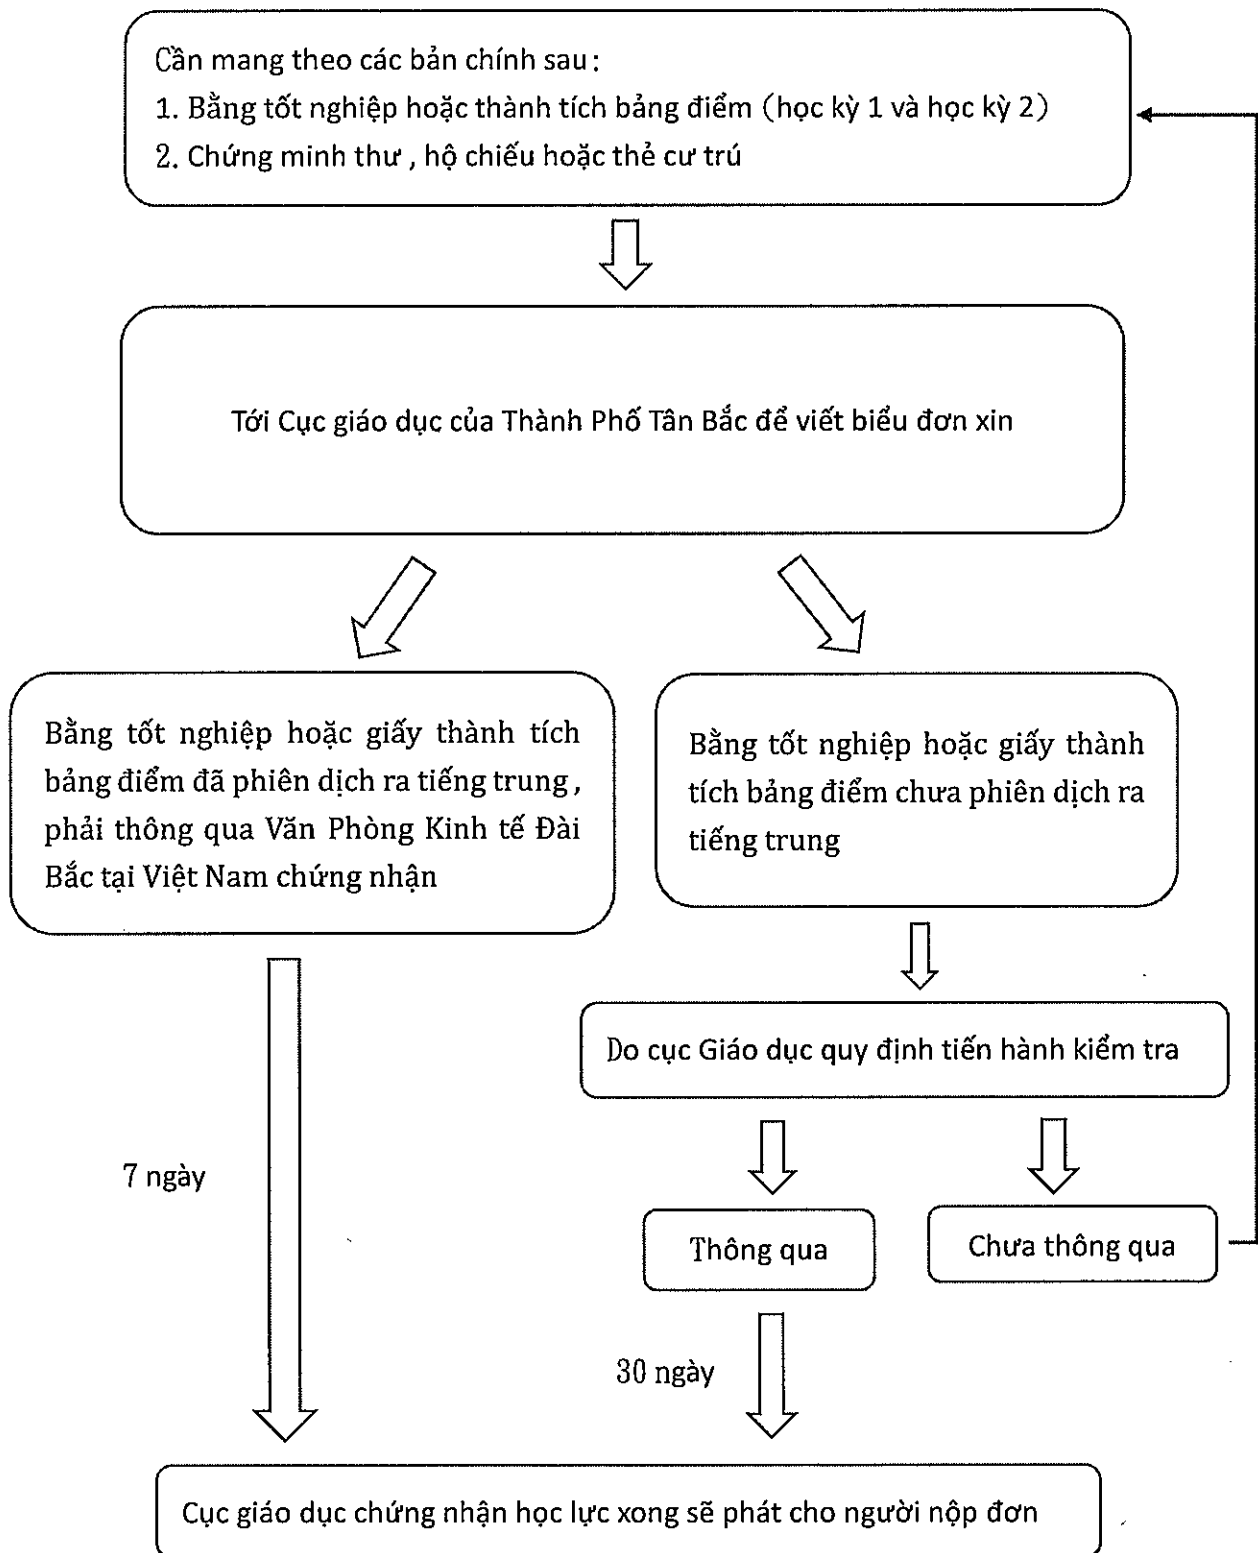 Cần mang theo các bản chính sau:
1. Bằng tốt nghiệp hoặc thành tích bảng điểm (học kỳ 1 và học kỳ 2)
2. Chứng minh thư , hộ chiếu hoặc thẻ cư trú
Tới Cục giáo dục của Thành Phố Tân Bắc để viết biểu đơn xin
Bằng tốt nghiệp hoặc giấy thành tích
bảng điểm đã phiên dịch ra tiếng trung ,
phải thông qua Văn Phòng Kinh tế Đài
Bắc tại Việt Nam chứng nhận
Bằng tốt nghiệp hoặc giấy thành
tích bảng điểm chưa phiên dịch ra
tiếng trung
Do cục Giáo dục quy định tiến hành kiểm tra
7 ngày
Thông qua
Chưa thông qua
30 ngày
Cục giáo dục chứng nhận học lực xong sẽ phát cho người nộp đơn